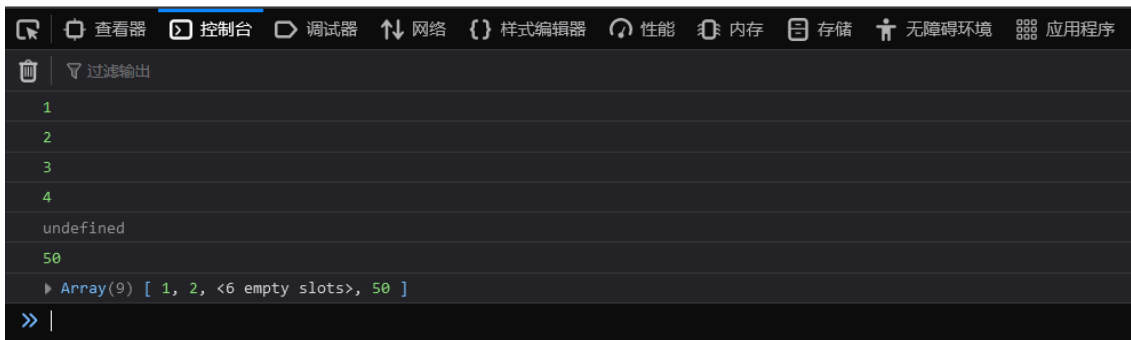 查看器 控制台 调试器 网络 {} 样式编辑器 性能 内存 存储 无障碍环境 应用程序
过滤输出
1
2
3
4
undefined
50
Array(9) [ 1, 2, <6 empty slots>, 50 ]